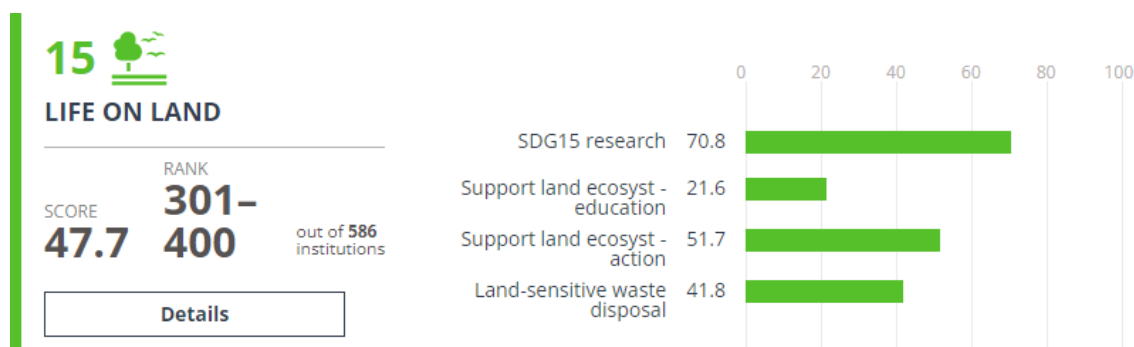 15
LIFE ON LAND
SCORE
47.7
RANK
301–
400
out of 586
institutions
Details
0 20 40 60 80 100
SDG15 research 70.8
Support land ecosyst - 21.6
education
Support land ecosyst - 51.7
action
Land-sensitive waste 41.8
disposal